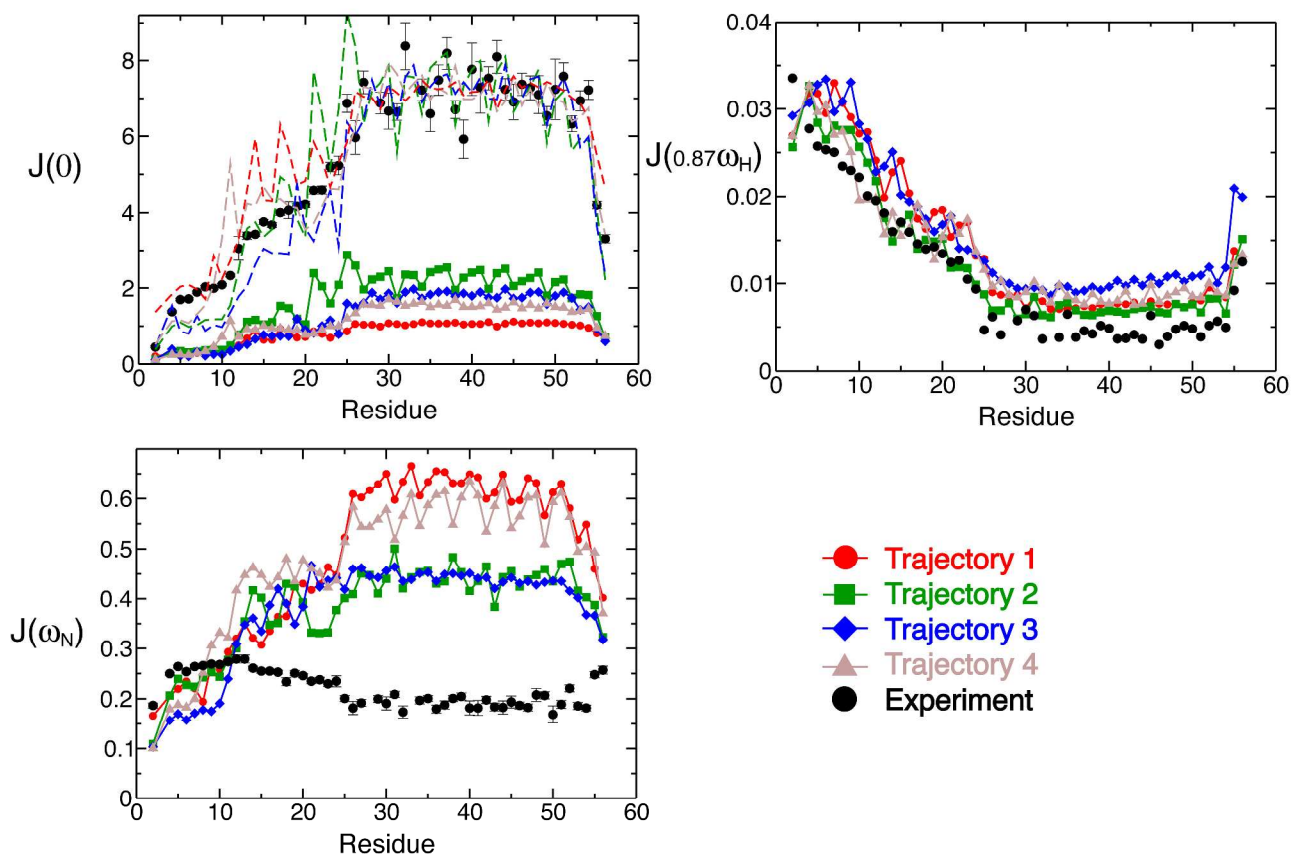 8
6
4
2
0
J(0)
0 10 20 30 40 50 60
Residue
0.04
0.03
0.02
0.01
0
J(0.87ω_H)
0 10 20 30 40 50 60
Residue
0.6
0.5
0.4
0.3
0.2
0.1
0
J(ω_N)
0 10 20 30 40 50 60
Residue
Trajectory 1
Trajectory 2
Trajectory 3
Trajectory 4
Experiment